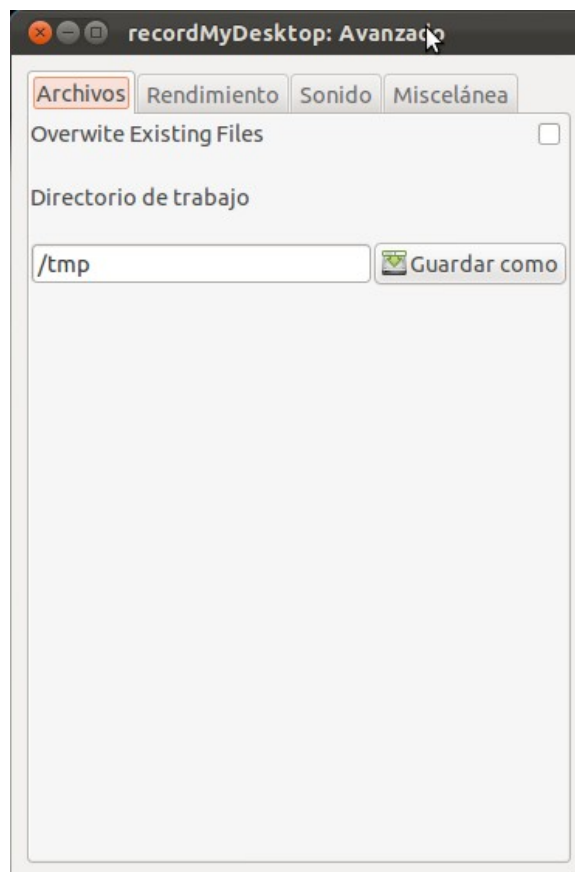 recordMyDesktop: Avanzado
Archivos Rendimiento Sonido Miscelánea
Overwite Existing Files
Directorio de trabajo
/tmp Guardar como